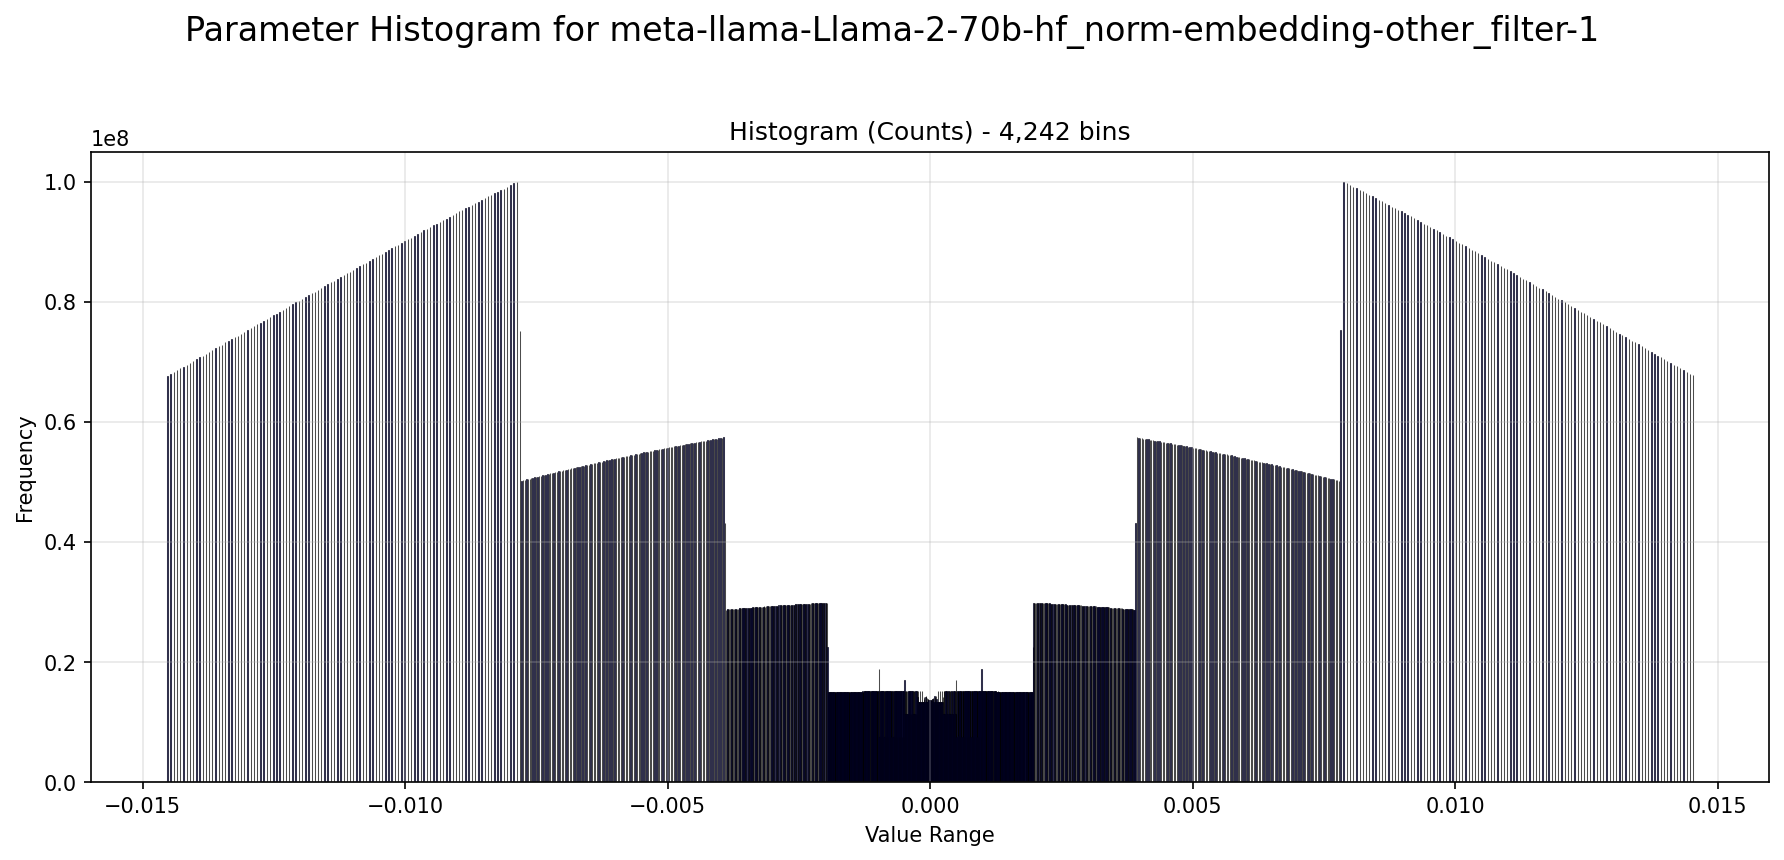 Parameter Histogram for meta-llama-Llama-2-70b-hf_norm-embedding-other_filter-1
Histogram (Counts) - 4,242 bins
1e8
1.0
0.8
0.6
0.4
0.2
0.0
Frequency
−0.015 −0.010 −0.005 0.000 0.005 0.010 0.015
Value Range